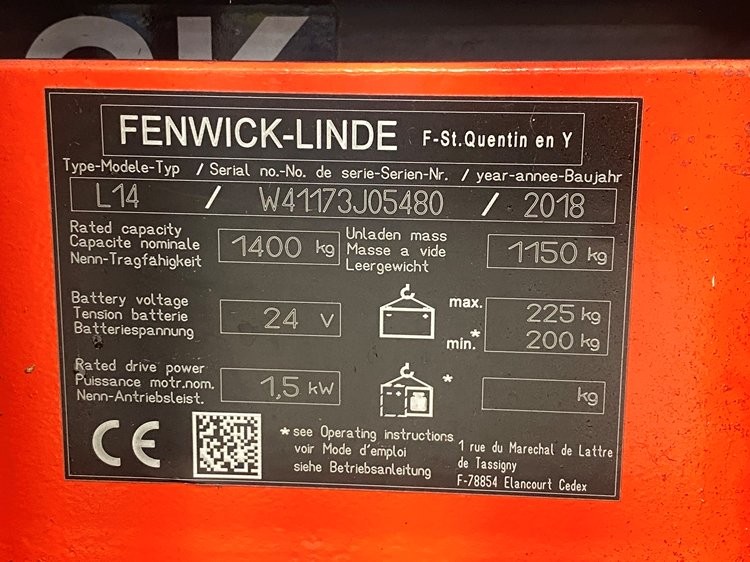 CK
FENWICK-LINDE F-St.Quentin en Y
Type-Modele-Typ / Serial no.-No. de serie-Serien-Nr. / year-annee-Baujahr
L14 / W41173J05480 / 2018
Rated capacity
Capacite nominale
Nenn-Tragfähigkeit
1400 kg
Unladen mass
Masse a vide
Leergewicht
1150 kg
Battery voltage
Tension batterie
Batteriespannung
24 V
max. 225 kg
min.* 200 kg
Rated drive power
Puissance motr.nom.
Nenn-Antriebsleist.
1,5 kW
* kg
CE
* see Operating instructions
voir Mode d'emploi
siehe Betriebsanleitung
1 rue du Marechal de Lattre
de Tassigny
F-78854 Elancourt Cedex